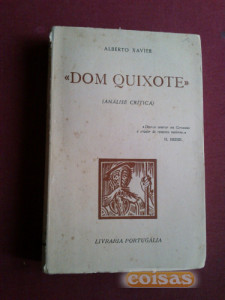 ALBERTO XAVIER
«DOM QUIXOTE»
(ANÁLISE CRÍTICA)
LIVRARIA PORTUGÁLIA
coisas